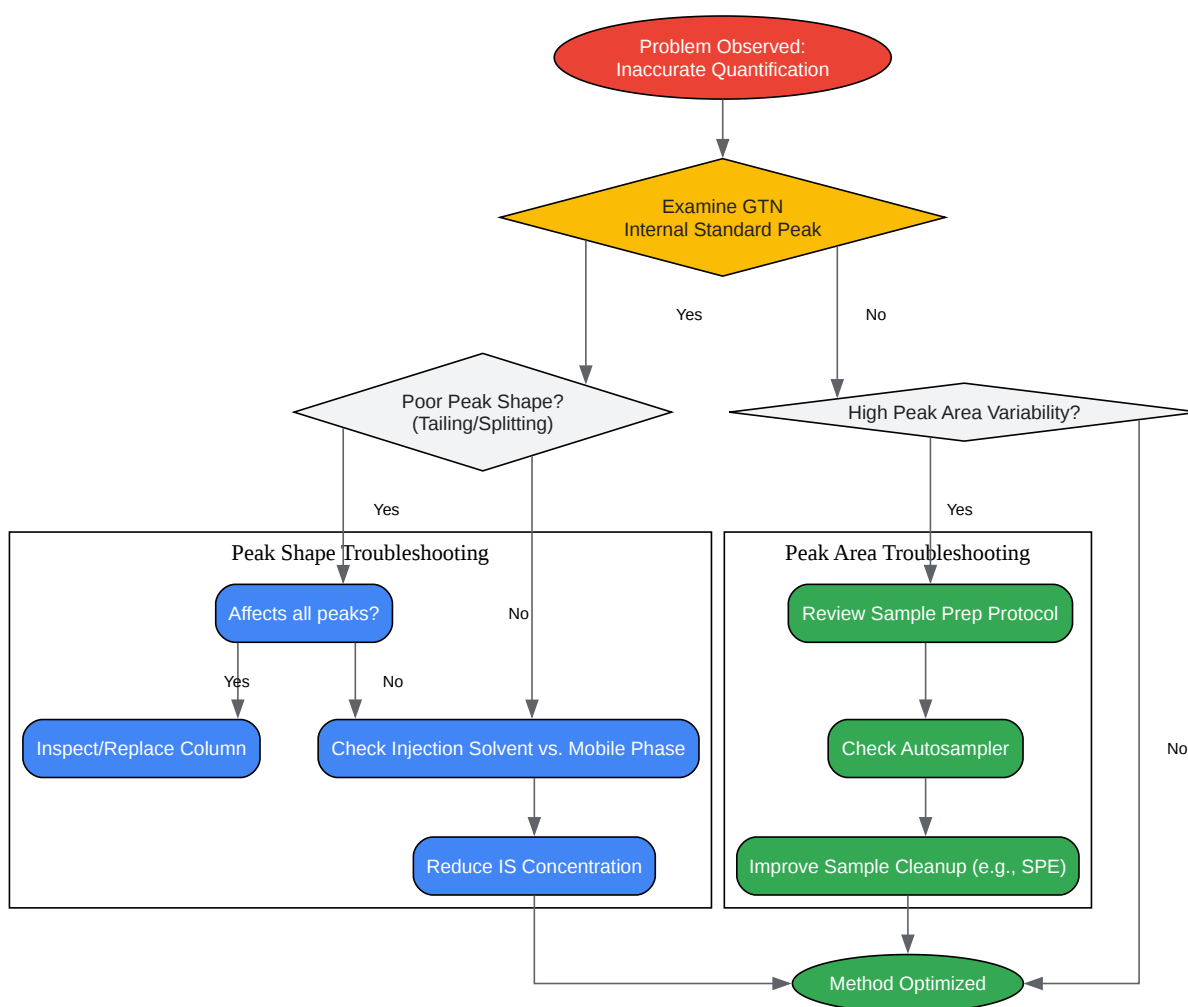 Problem Observed:
Inaccurate Quantification
Examine GTN
Internal Standard Peak
Yes
No
Poor Peak Shape?
(Tailing/Splitting)
High Peak Area Variability?
Yes
Yes
Peak Shape Troubleshooting
Peak Area Troubleshooting
Affects all peaks?
No
Review Sample Prep Protocol
Yes
No
Inspect/Replace Column
Check Injection Solvent vs. Mobile Phase
Check Autosampler
No
Reduce IS Concentration
Improve Sample Cleanup (e.g., SPE)
Method Optimized